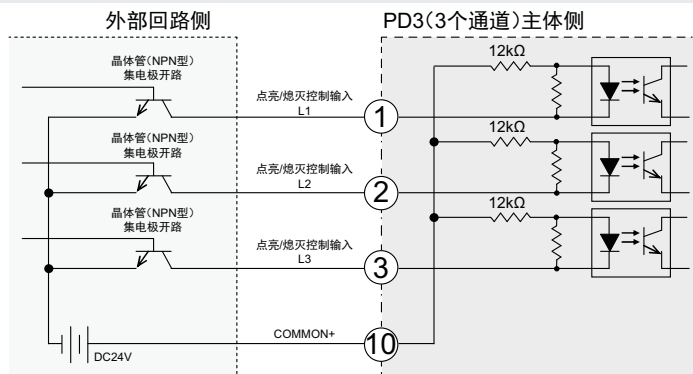 外部回路侧
PD3(3个通道)主体侧
晶体管(NPN型)
集电极开路
点亮/熄灭控制输入
L1
1
12kΩ
晶体管(NPN型)
集电极开路
点亮/熄灭控制输入
L2
2
12kΩ
晶体管(NPN型)
集电极开路
点亮/熄灭控制输入
L3
3
12kΩ
DC24V
COMMON+
10